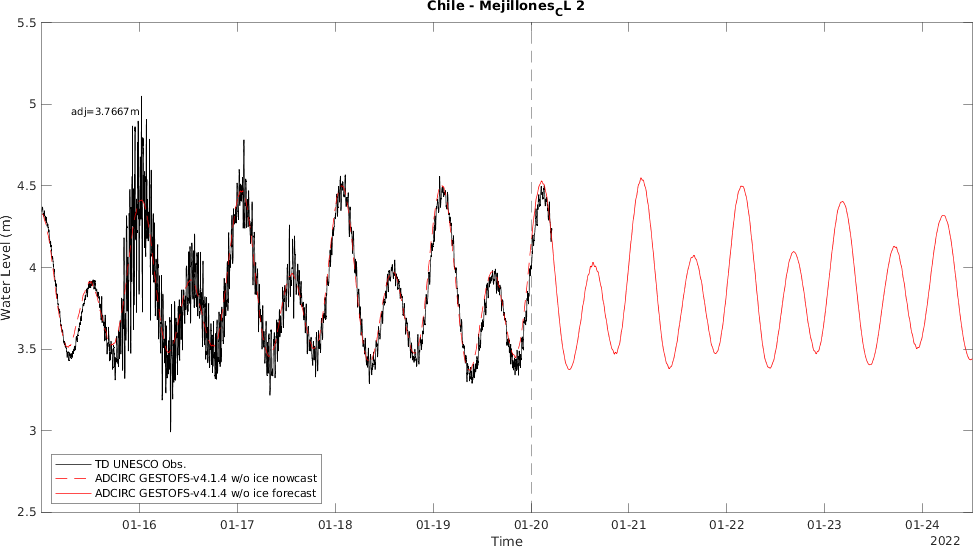 Chile - Mejillones_CL 2
5.5
5
4.5
4
3.5
3
2.5
Water Level (m)
adj=3.7667m
TD UNESCO Obs.
ADCIRC GESTOFS-v4.1.4 w/o ice nowcast
ADCIRC GESTOFS-v4.1.4 w/o ice forecast
01-16 01-17 01-18 01-19 01-20 01-21 01-22 01-23 01-24
Time
2022